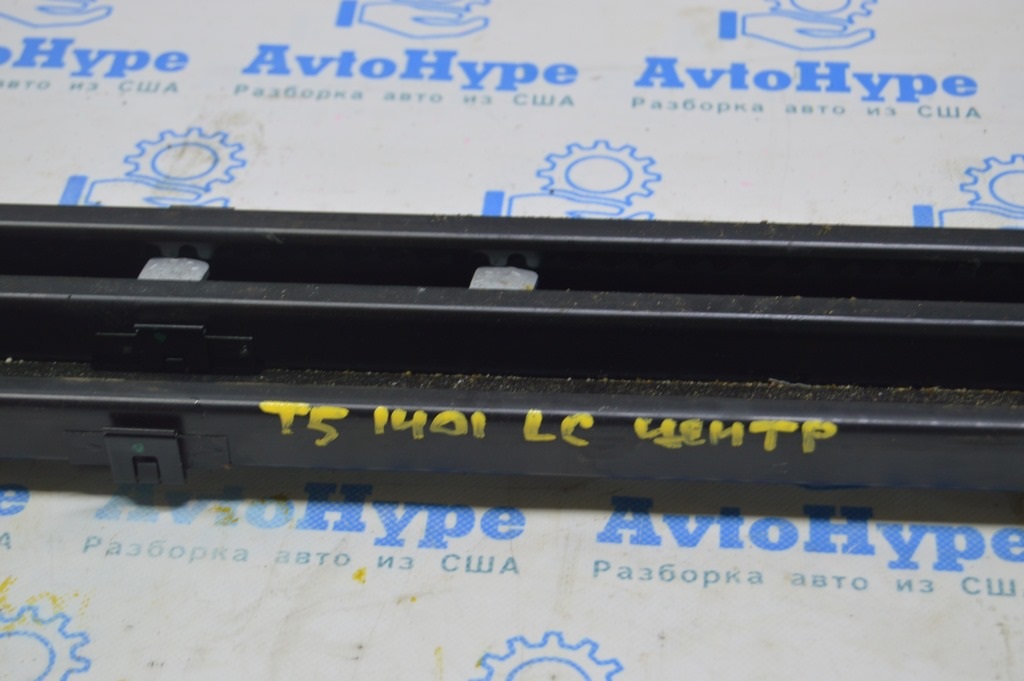 AvtoHype
AvtoHype
AvtoHype
авто из США
Разборка авто из США
Разборка авто из США
T5 1401 LC центр
AvtoHype
AvtoHype
Разборка авто из США
Разборка авто из США